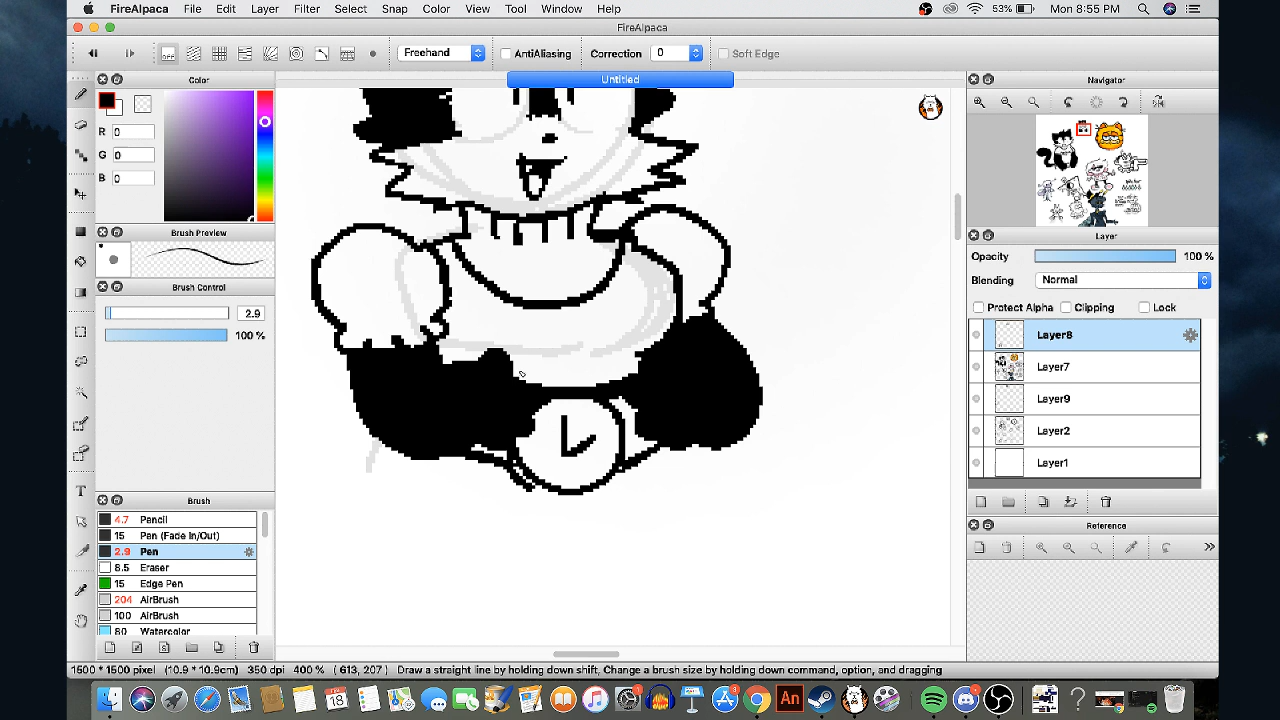 FireAlpaca File Edit Layer Filter Select Snap Color View Tool Window Help 53% Mon 8:55 PM
FireAlpaca
OFF Freehand AntiAliasing Correction 0 Soft Edge
Color Untitled Navigator
R 0
G 0
B 0
Brush Preview
Layer
Opacity 100 %
Brush Control
Blending Normal
2.9
Protect Alpha Clipping Lock
100 %
Layer8
Layer7
Layer9
Layer2
Layer1
Brush
4.7 Pencil
15 Pen (Fade In/Out)
2.9 Pen
8.5 Eraser
15 Edge Pen
204 AirBrush
100 AirBrush
80 Watercolor
Reference
T
1500 * 1500 pixel (10.9 * 10.9cm) 350 dpi 400 % ( 613, 207 ) Draw a straight line by holding down shift, Change a brush size by holding down command, option, and dragging
18
An
3